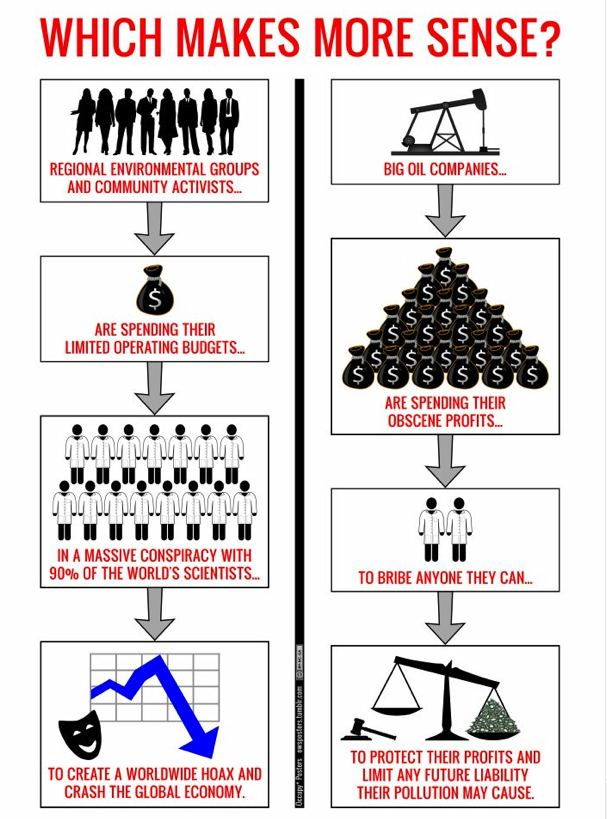 WHICH MAKES MORE SENSE?
REGIONAL ENVIRONMENTAL GROUPS
AND COMMUNITY ACTIVISTS...
$
ARE SPENDING THEIR
LIMITED OPERATING BUDGETS...
IN A MASSIVE CONSPIRACY WITH
90% OF THE WORLD'S SCIENTISTS...
TO CREATE A WORLDWIDE HOAX AND
CRASH THE GLOBAL ECONOMY.
BIG OIL COMPANIES...
$
$ $
$ $ $
$ $ $ $
$ $ $ $ $
$ $ $ $ $ $
ARE SPENDING THEIR
OBSCENE PROFITS...
TO BRIBE ANYONE THEY CAN...
TO PROTECT THEIR PROFITS AND
LIMIT ANY FUTURE LIABILITY
THEIR POLLUTION MAY CAUSE.
Occupy* Posters owsposters.tumblr.com